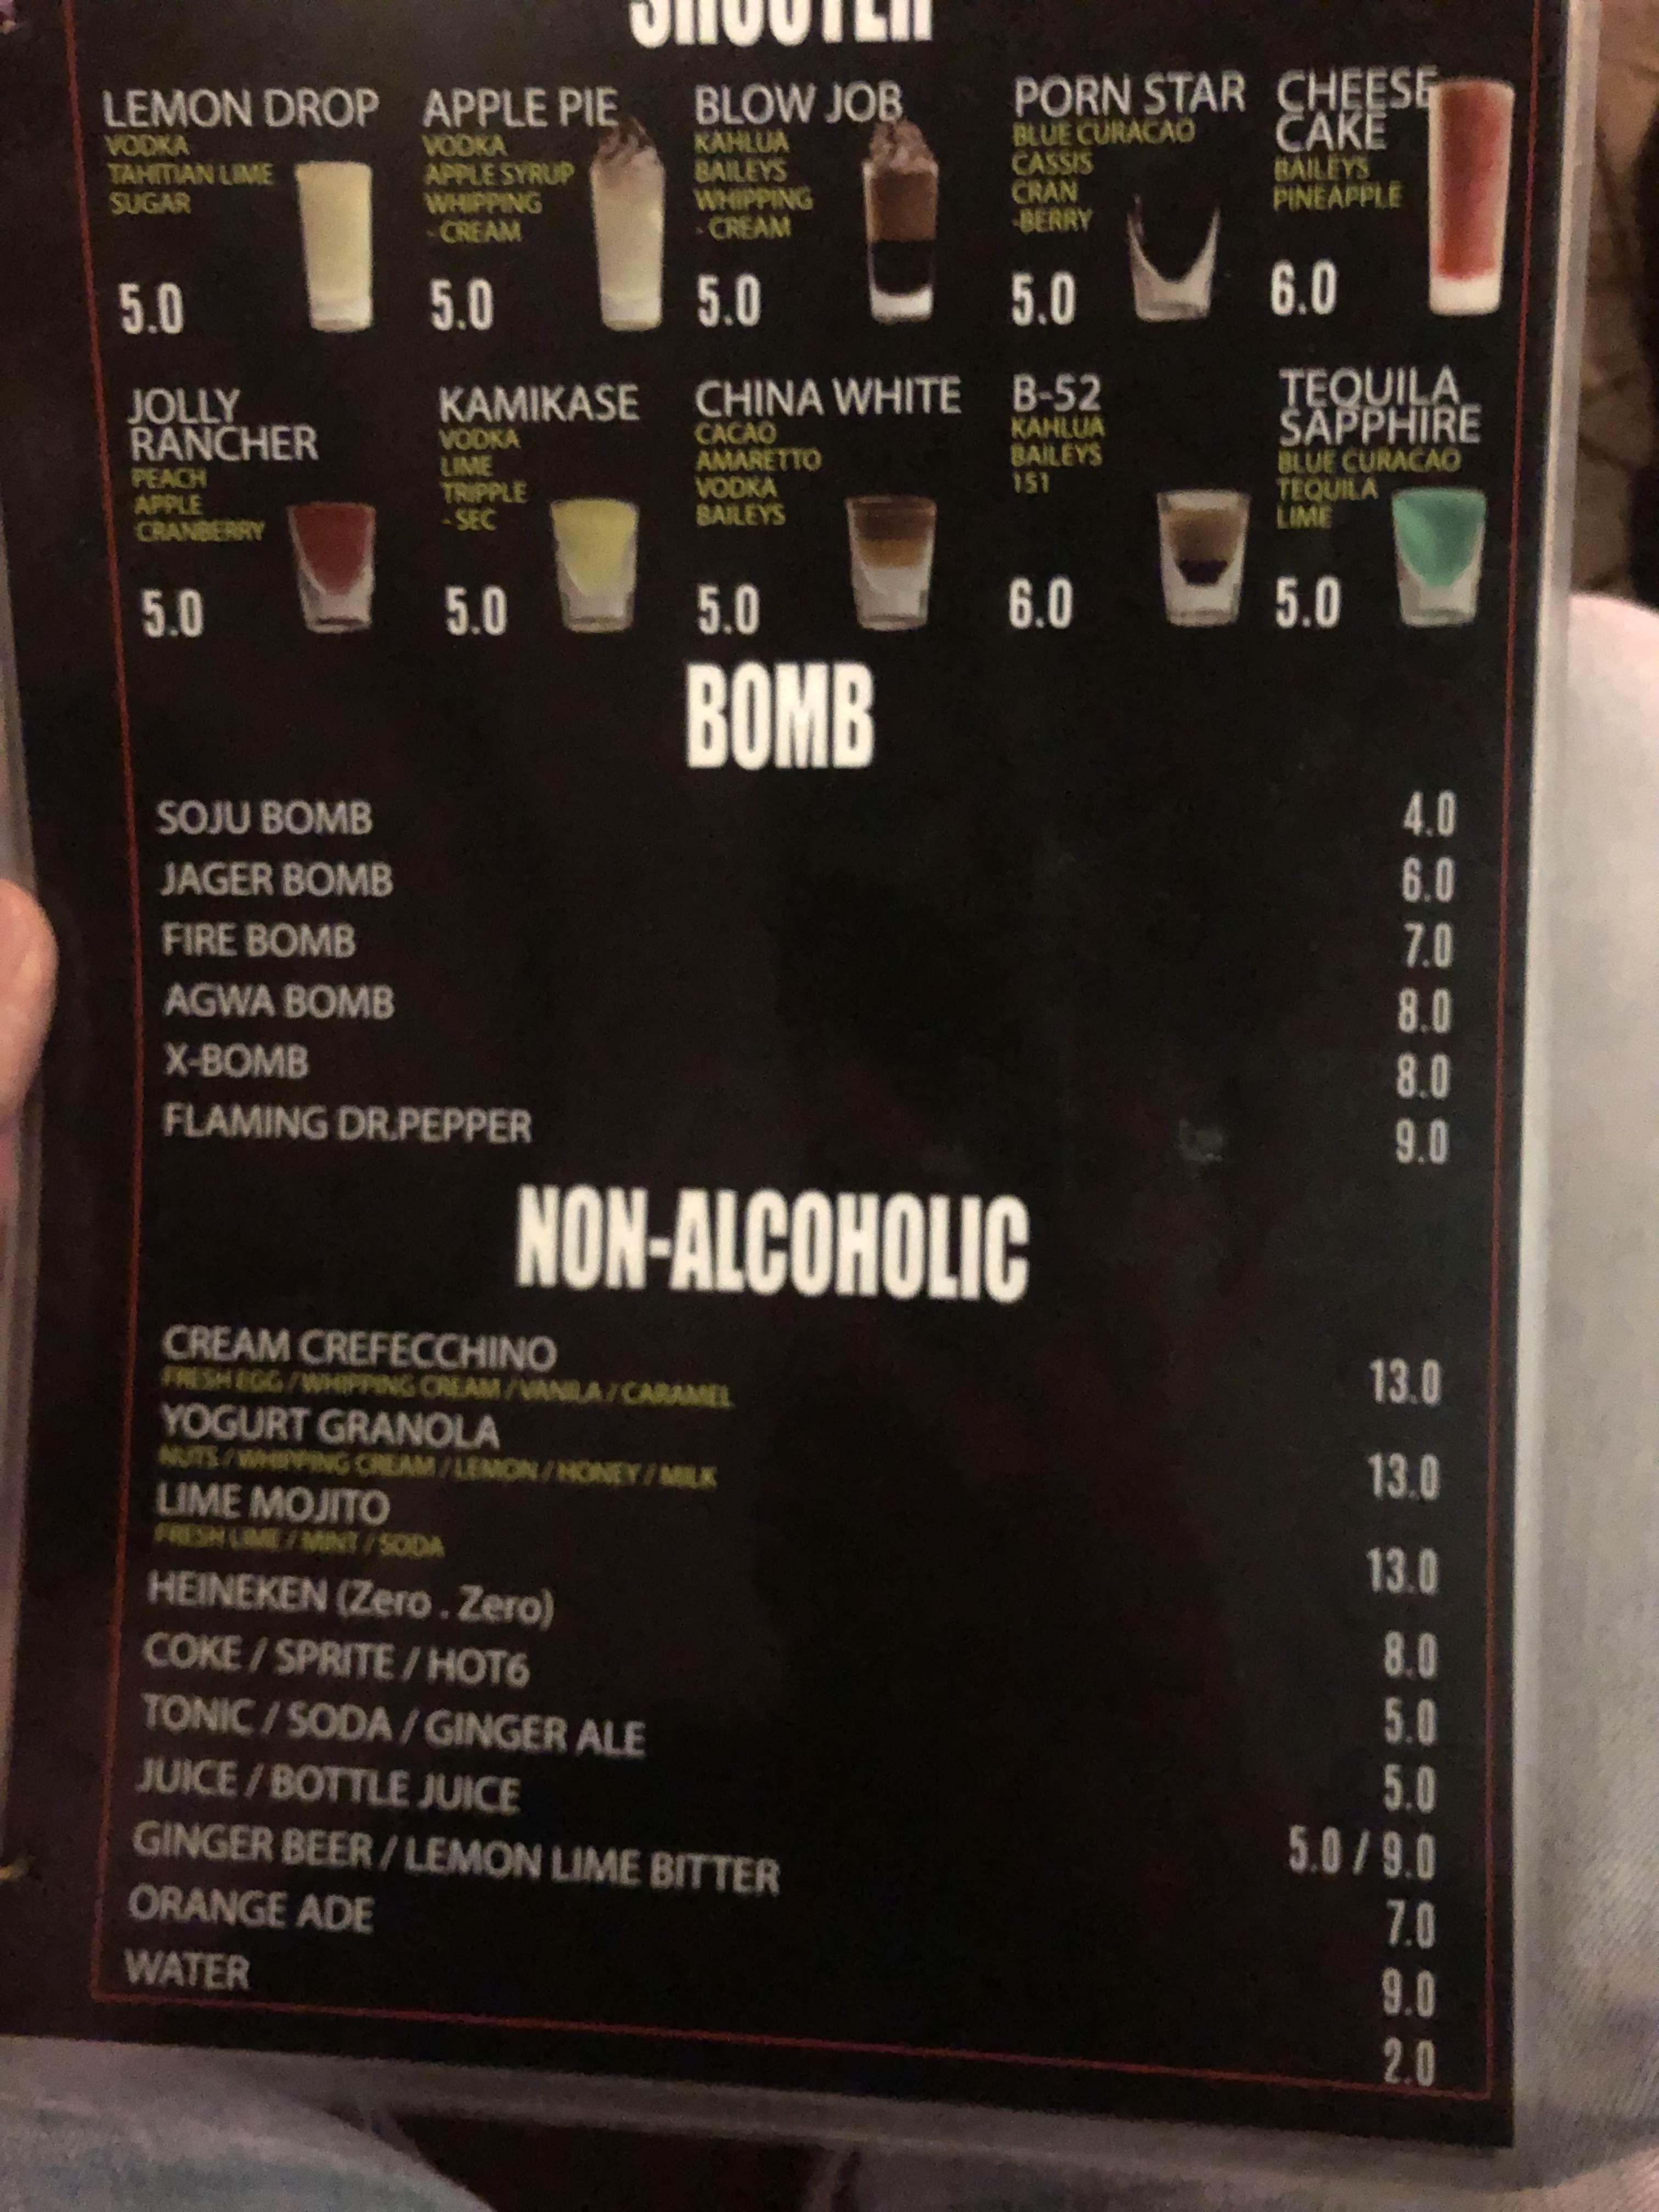 SHOOTER
LEMON DROP
VODKA
TAHITIAN LIME
SUGAR
5.0
APPLE PIE
VODKA
APPLE SYRUP
WHIPPING
- CREAM
5.0
BLOW JOB
KAHLUA
BAILEYS
WHIPPING
- CREAM
5.0
PORN STAR
BLUE CURACAO
CASSIS
CRAN
-BERRY
5.0
CHEESE
CAKE
BAILEYS
PINEAPPLE
6.0
JOLLY
RANCHER
PEACH
APPLE
CRANBERRY
5.0
KAMIKASE
VODKA
LIME
TRIPPLE
- SEC
5.0
CHINA WHITE
CACAO
AMARETTO
VODKA
BAILEYS
5.0
B-52
KAHLUA
BAILEYS
151
6.0
TEQUILA
SAPPHIRE
BLUE CURACAO
TEQUILA
LIME
5.0
BOMB
SOJU BOMB 4.0
JAGER BOMB 6.0
FIRE BOMB 7.0
AGWA BOMB 8.0
X-BOMB 8.0
FLAMING DR.PEPPER 9.0
NON-ALCOHOLIC
CREAM CREFECCHINO 13.0
FRESH EGG / WHIPPING CREAM / VANILA / CARAMEL
YOGURT GRANOLA 13.0
NUTS / WHIPPING CREAM / LEMON / HONEY / MILK
LIME MOJITO 13.0
FRESH LIME / MINT / SODA
HEINEKEN (Zero . Zero) 8.0
COKE / SPRITE / HOT6 5.0
TONIC / SODA / GINGER ALE 5.0
JUICE / BOTTLE JUICE 5.0 / 9.0
GINGER BEER / LEMON LIME BITTER 7.0
ORANGE ADE 9.0
WATER 2.0